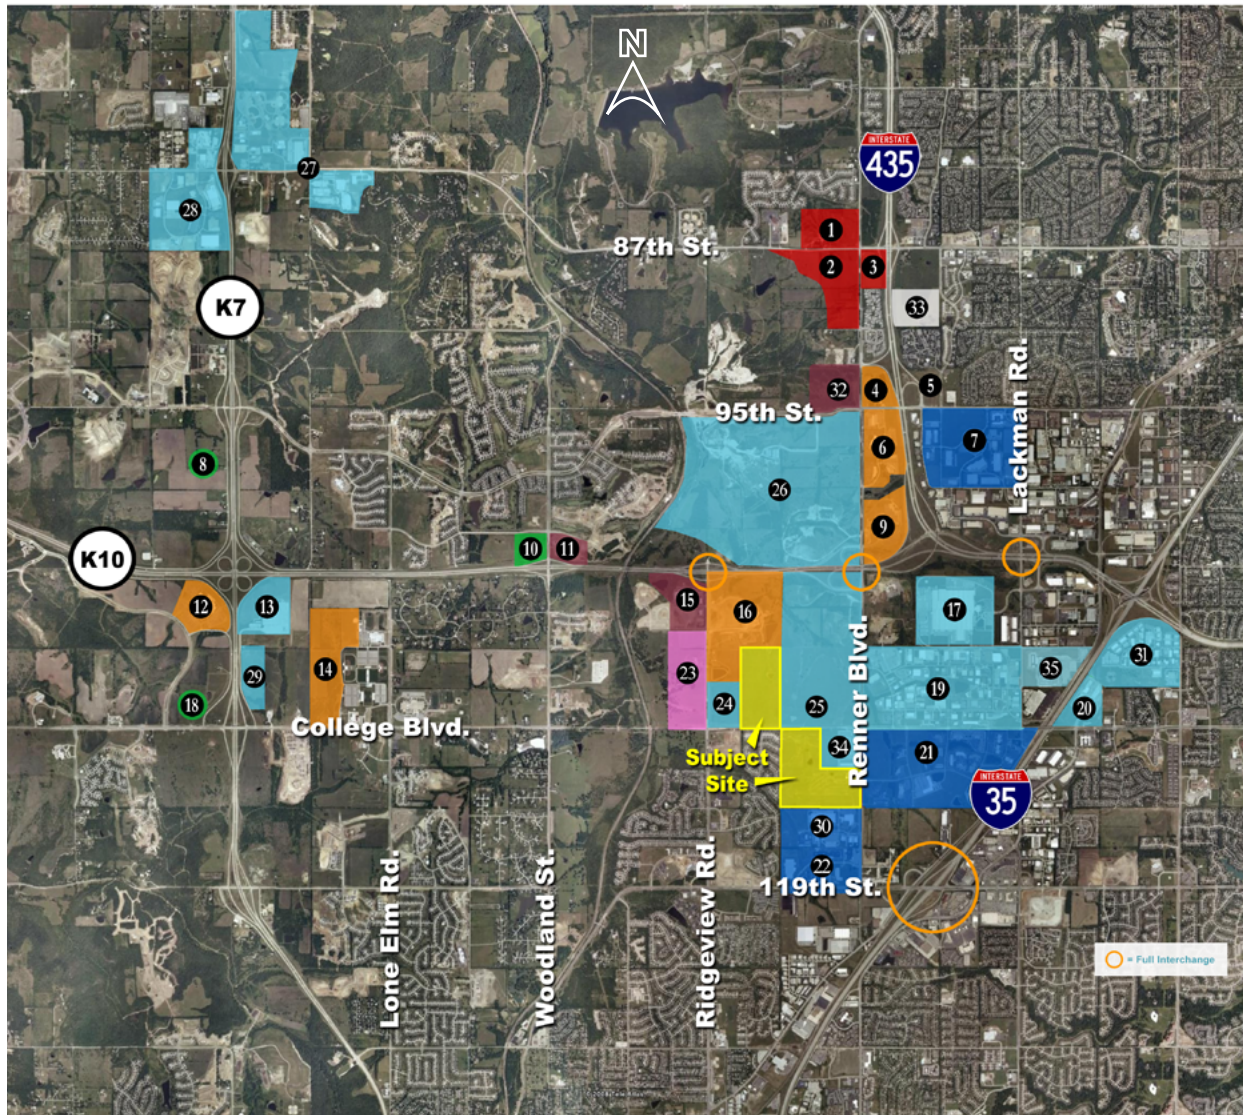 N
INTERSTATE
435
27
28
1
87th St.
2
3
K7
33
32
4
5
Lackman Rd.
95th St.
8
6
7
26
10
11
9
K10
12
13
15
16
17
14
29
23
35
31
18
24
25
19
20
College Blvd.
Renner Blvd.
34
21
Subject
Site
INTERSTATE
35
30
22
119th St.
Lone Elm Rd.
Woodland St.
Ridgeview Rd.
= Full Interchange